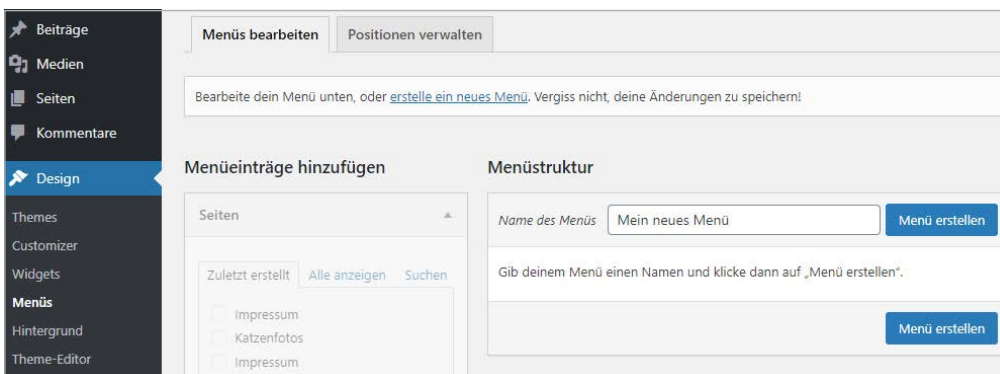 Beiträge
Medien
Seiten
Kommentare
Design
Themes
Customizer
Widgets
Menüs
Hintergrund
Theme-Editor
Menüs bearbeiten
Positionen verwalten
Bearbeite dein Menü unten, oder erstelle ein neues Menü. Vergiss nicht, deine Änderungen zu speichern!
Menüeinträge hinzufügen
Seiten
Zuletzt erstellt
Alle anzeigen
Suchen
Impressum
Katzenfotos
Impressum
Menüstruktur
Name des Menüs
Mein neues Menü
Menü erstellen
Gib deinem Menü einen Namen und klicke dann auf „Menü erstellen“.
Menü erstellen